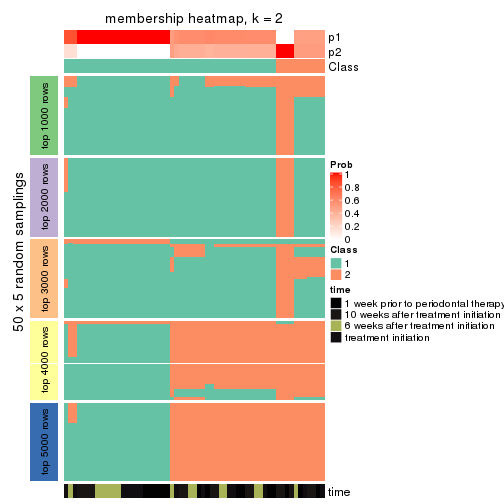 membership heatmap, k = 2
p1
p2
Class
50 x 5 random samplings
top 1000 rows
top 2000 rows
top 3000 rows
top 4000 rows
top 5000 rows
Prob
1
0.8
0.6
0.4
0.2
0
Class
1
2
time
1 week prior to periodontal therapy
10 weeks after treatment initiation
6 weeks after treatment initiation
treatment initiation
time